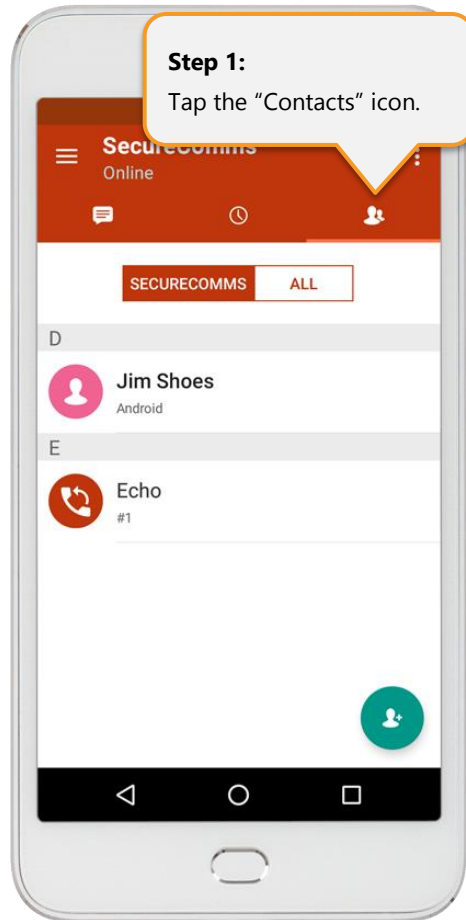 Step 1:
Tap the “Contacts” icon.
SecureComms
Online
SECURECOMMS ALL
D
Jim Shoes
Android
E
Echo
#1